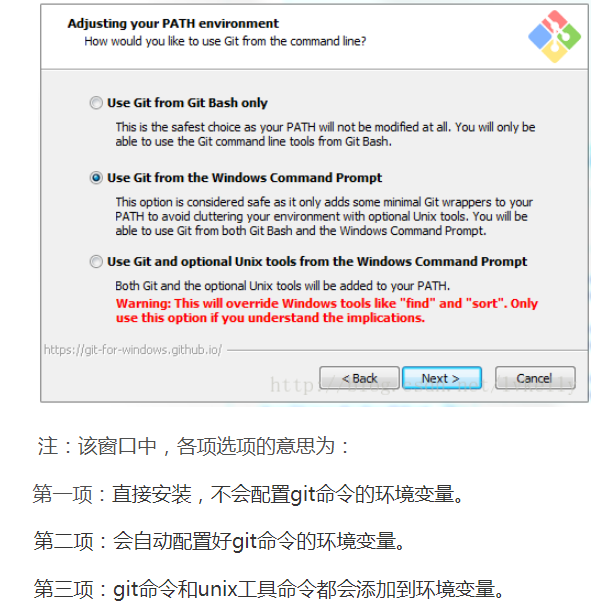 Adjusting your PATH environment
How would you like to use Git from the command line?
Use Git from Git Bash only
This is the safest choice as your PATH will not be modified at all. You will only be
able to use the Git command line tools from Git Bash.
Use Git from the Windows Command Prompt
This option is considered safe as it only adds some minimal Git wrappers to your
PATH to avoid cluttering your environment with optional Unix tools. You will be
able to use Git from both Git Bash and the Windows Command Prompt.
Use Git and optional Unix tools from the Windows Command Prompt
Both Git and the optional Unix tools will be added to your PATH.
Warning: This will override Windows tools like "find" and "sort". Only
use this option if you understand the implications.
https://git-for-windows.github.io/
< Back Next > Cancel
注：该窗口中，各项选项的意思为：
第一项：直接安装，不会配置git命令的环境变量。
第二项：会自动配置好git命令的环境变量。
第三项：git命令和unix工具命令都会添加到环境变量。